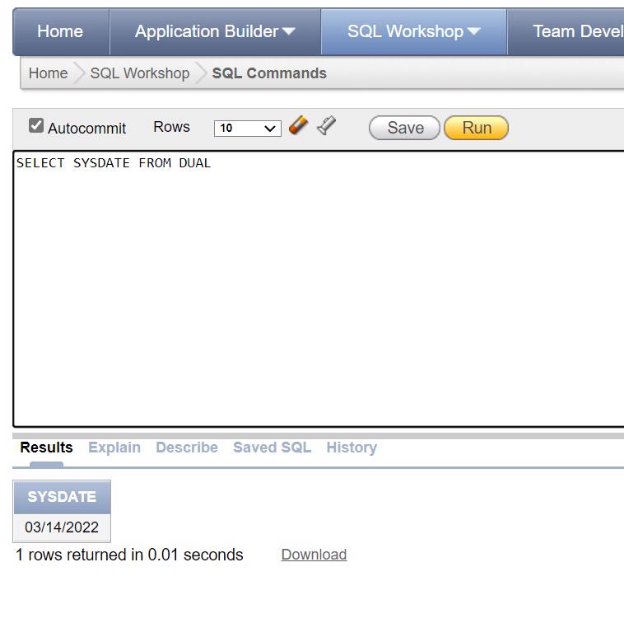 Home Application Builder SQL Workshop Team Devel
Home SQL Workshop SQL Commands
Autocommit Rows 10 Save Run
SELECT SYSDATE FROM DUAL
Results Explain Describe Saved SQL History
SYSDATE
03/14/2022
1 rows returned in 0.01 seconds Download